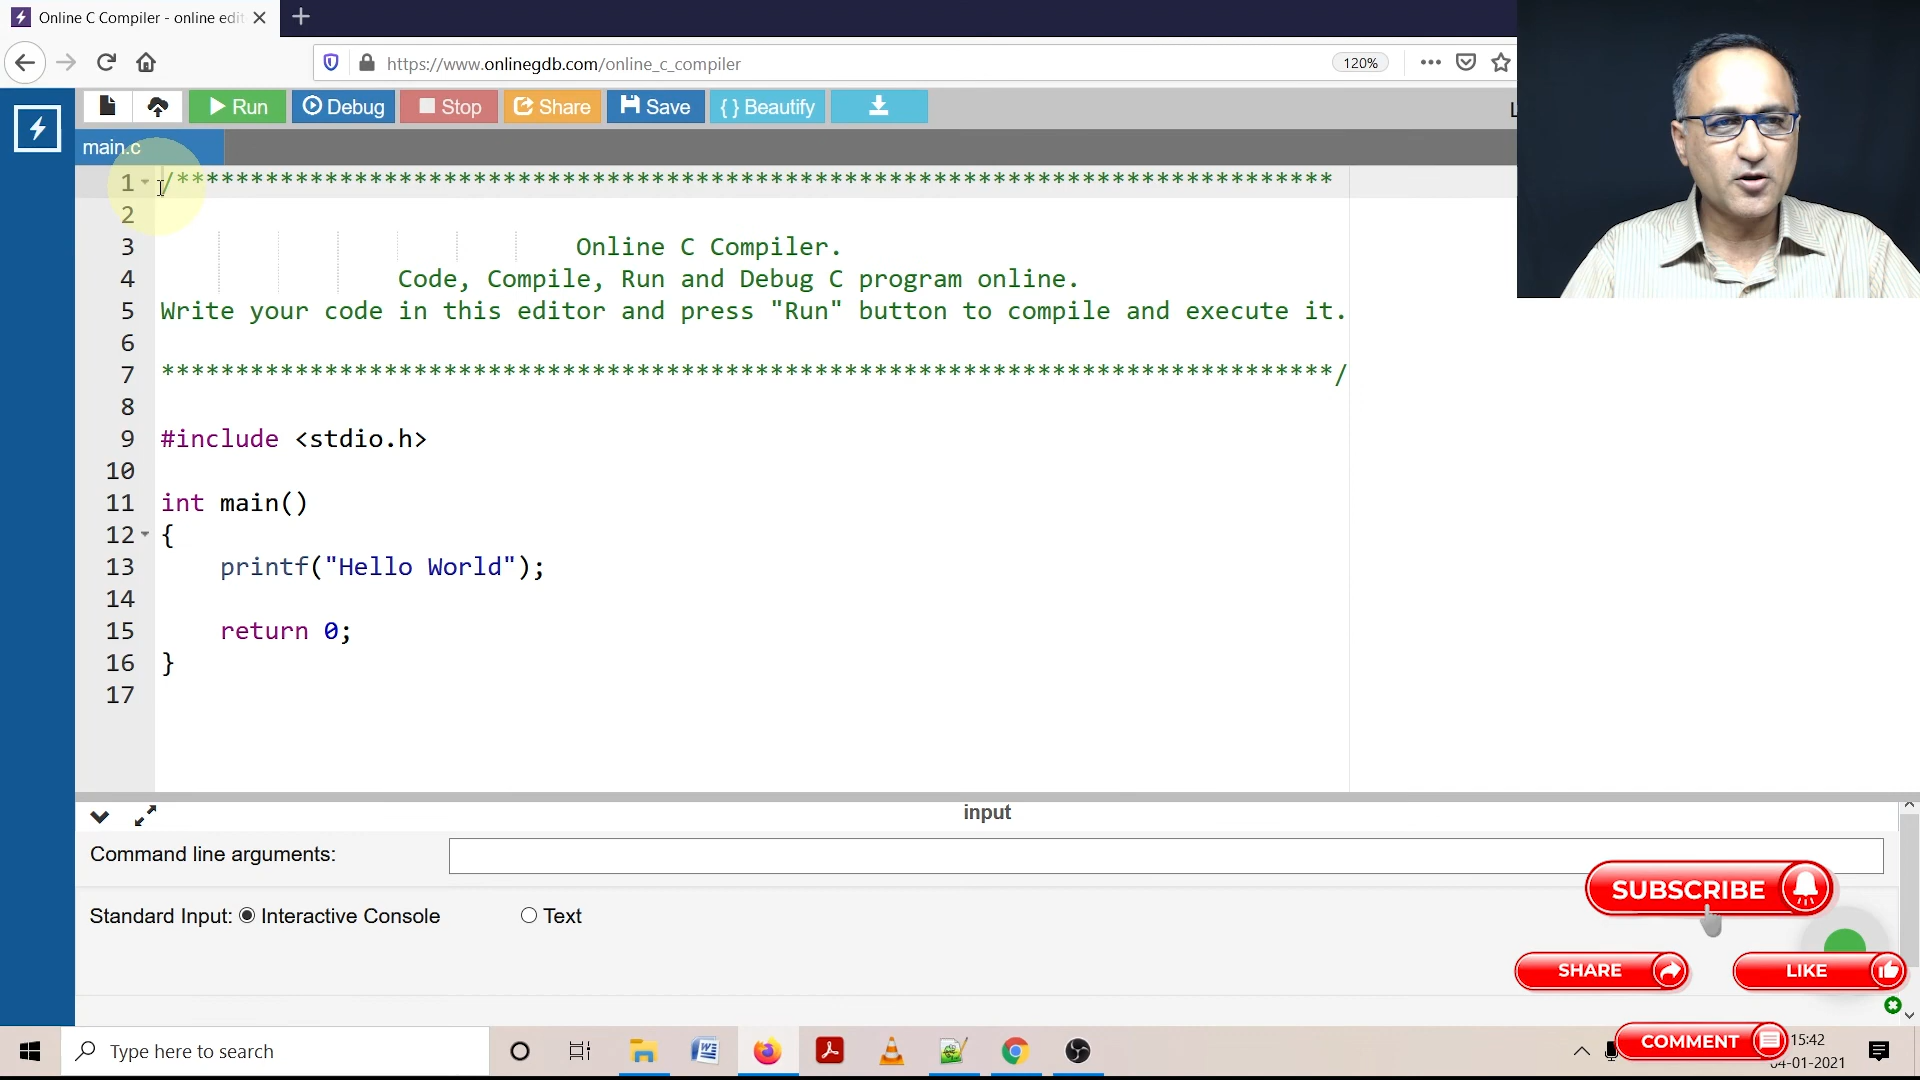 Online C Compiler - online edit
https://www.onlinegdb.com/online_c_compiler
120%
Run
Debug
Stop
Share
Save
{ } Beautify
main.c
1 /******************************************************************************
2
3 Online C Compiler.
4 Code, Compile, Run and Debug C program online.
5 Write your code in this editor and press "Run" button to compile and execute it.
6
7 *******************************************************************************/
8
9 #include <stdio.h>
10
11 int main()
12 {
13 printf("Hello World");
14
15 return 0;
16 }
17
input
Command line arguments:
Standard Input: Interactive Console Text
SUBSCRIBE
SHARE
LIKE
Type here to search
COMMENT
15:42
04-01-2021